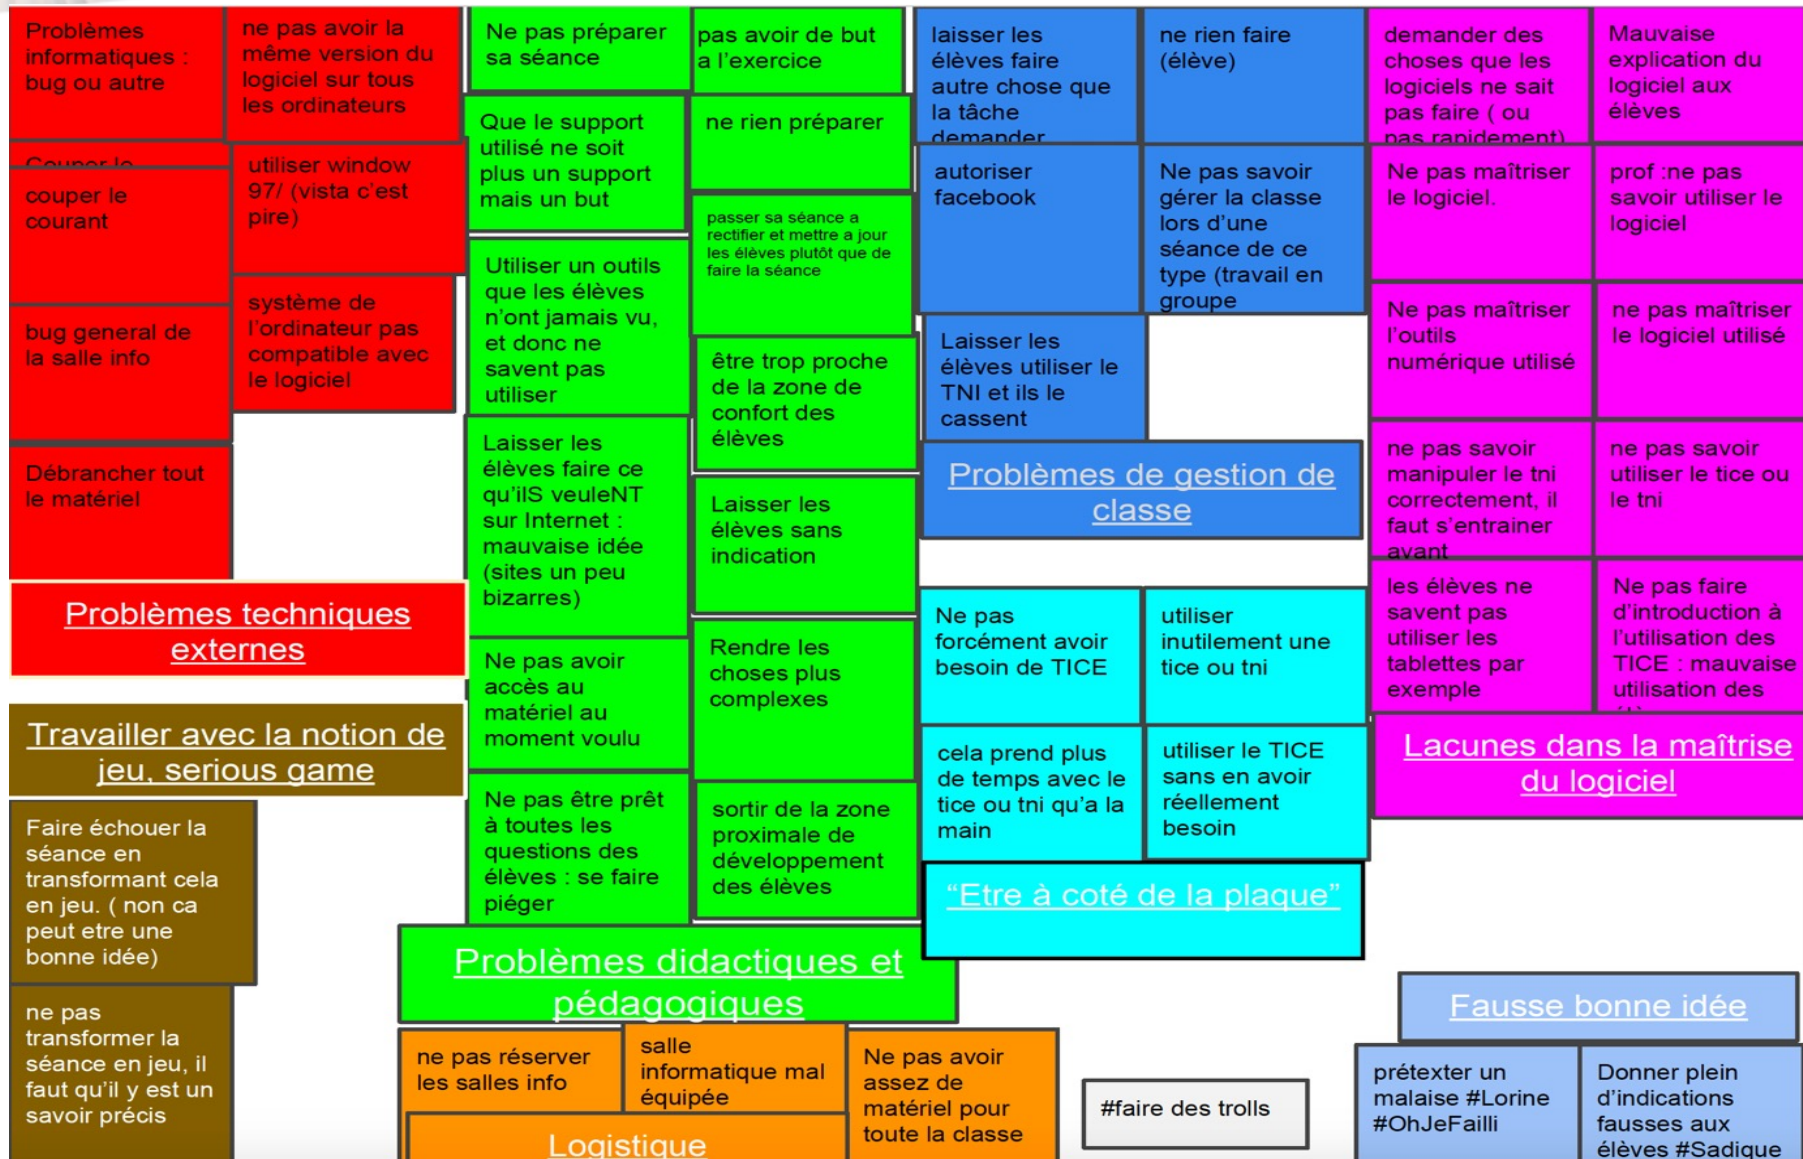 Problèmes
informatiques :
bug ou autre
ne pas avoir la
même version du
logiciel sur tous
les ordinateurs
Couper le
couper le
courant
utiliser window
97/ (vista c'est
pire)
bug general de
la salle info
système de
l'ordinateur pas
compatible avec
le logiciel
Débrancher tout
le matériel
Problèmes techniques
externes
Travailler avec la notion de
jeu, serious game
Faire échouer la
séance en
transformant cela
en jeu. ( non ca
peut etre une
bonne idée)
ne pas
transformer la
séance en jeu, il
faut qu'il y est un
savoir précis
Ne pas préparer
sa séance
pas avoir de but
a l'exercice
Que le support
utilisé ne soit
plus un support
mais un but
ne rien préparer
passer sa séance a
rectifier et mettre a jour
les élèves plutôt que de
faire la séance
Utiliser un outils
que les élèves
n'ont jamais vu,
et donc ne
savent pas
utiliser
être trop proche
de la zone de
confort des
élèves
Laisser les
élèves faire ce
qu'ilS veuleNT
sur Internet :
mauvaise idée
(sites un peu
bizarres)
Laisser les
élèves sans
indication
Ne pas avoir
accès au
matériel au
moment voulu
Rendre les
choses plus
complexes
Ne pas être prêt
à toutes les
questions des
élèves : se faire
piéger
sortir de la zone
proximale de
développement
des élèves
Problèmes didactiques et
pédagogiques
laisser les
élèves faire
autre chose que
la tâche
demander
ne rien faire
(élève)
autoriser
facebook
Ne pas savoir
gérer la classe
lors d'une
séance de ce
type (travail en
groupe
Laisser les
élèves utiliser le
TNI et ils le
cassent
Problèmes de gestion de
classe
Ne pas
forcément avoir
besoin de TICE
utiliser
inutilement une
tice ou tni
cela prend plus
de temps avec le
tice ou tni qu'a la
main
utiliser le TICE
sans en avoir
réellement
besoin
“Etre à coté de la plaque”
demander des
choses que les
logiciels ne sait
pas faire ( ou
pas rapidement)
Mauvaise
explication du
logiciel aux
élèves
Ne pas maîtriser
le logiciel.
prof :ne pas
savoir utiliser le
logiciel
Ne pas maîtriser
l'outils
numérique utilisé
ne pas maîtriser
le logiciel utilisé
ne pas savoir
manipuler le tni
correctement, il
faut s'entrainer
avant
ne pas savoir
utiliser le tice ou
le tni
les élèves ne
savent pas
utiliser les
tablettes par
exemple
Ne pas faire
d'introduction à
l'utilisation des
TICE : mauvaise
utilisation des
Lacunes dans la maîtrise
du logiciel
ne pas réserver
les salles info
salle
informatique mal
équipée
Ne pas avoir
assez de
matériel pour
toute la classe
Logistique
#faire des trolls
Fausse bonne idée
prétexter un
malaise #Lorine
#OhJeFailli
Donner plein
d'indications
fausses aux
élèves #Sadique